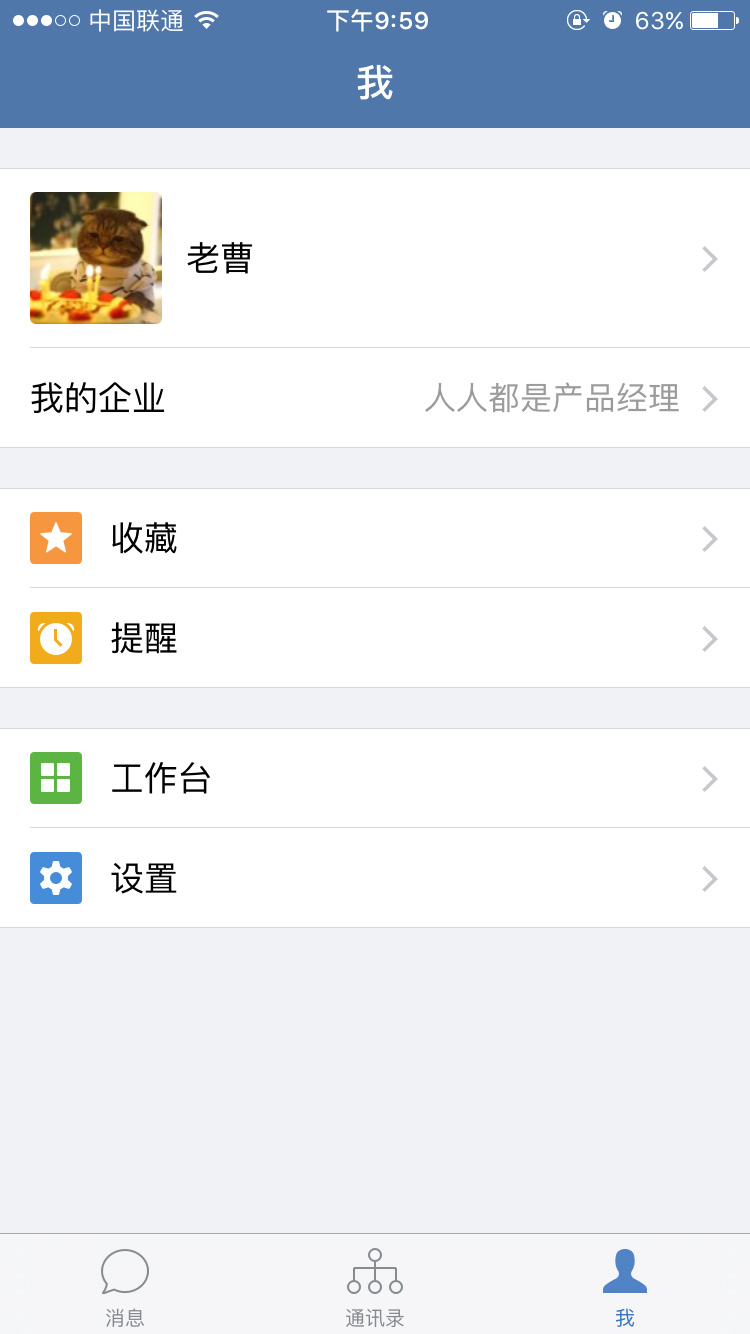 中国联通 下午9:59 63%
我
老曹
我的企业 人人都是产品经理
收藏
提醒
工作台
设置
消息 通讯录 我